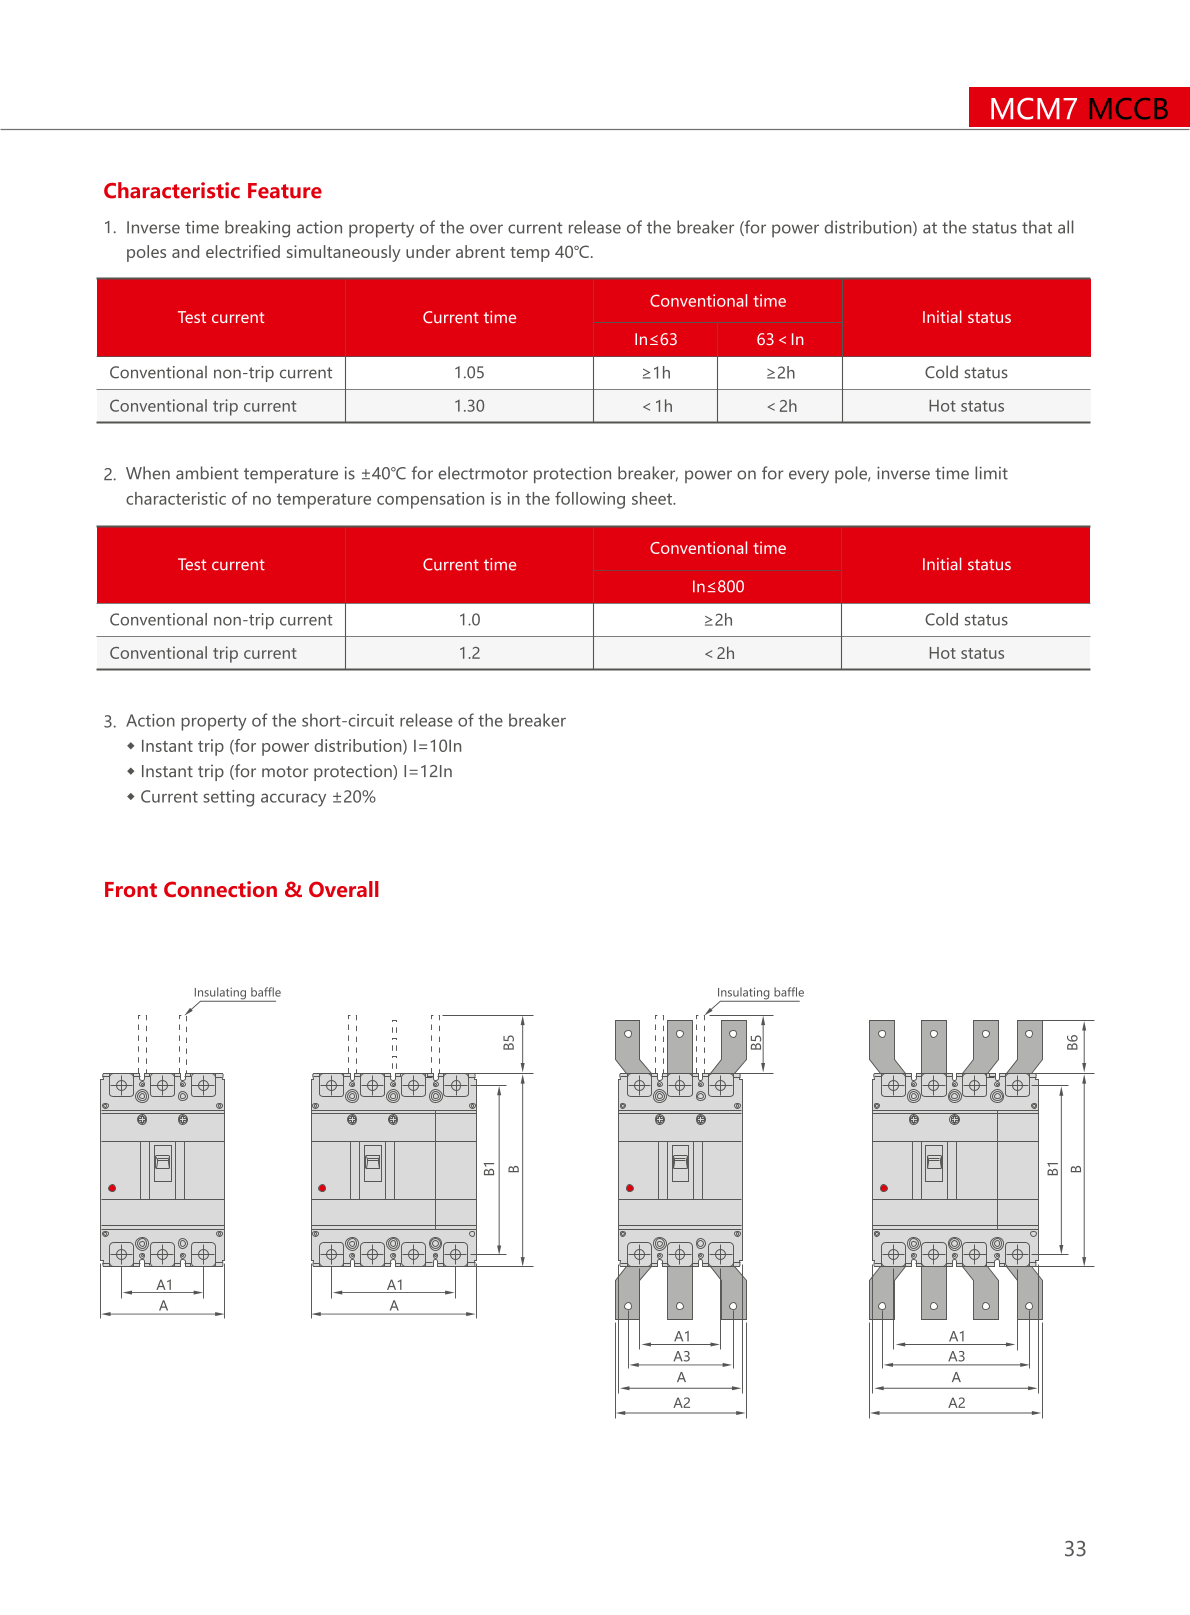 MCM7 MCCB
Characteristic Feature
1. Inverse time breaking action property of the over current release of the breaker (for power distribution) at the status that all
poles and electrified simultaneously under abrent temp 40℃.
Test current Current time Conventional time Initial status
In≤63 63<In
Conventional non-trip current 1.05 ≥1h ≥2h Cold status
Conventional trip current 1.30 <1h <2h Hot status
2. When ambient temperature is ±40℃ for electrmotor protection breaker, power on for every pole, inverse time limit
characteristic of no temperature compensation is in the following sheet.
Test current Current time Conventional time Initial status
In≤800
Conventional non-trip current 1.0 ≥2h Cold status
Conventional trip current 1.2 <2h Hot status
3. Action property of the short-circuit release of the breaker
◆ Instant trip (for power distribution) I=10In
◆ Instant trip (for motor protection) I=12In
◆ Current setting accuracy ±20%
Front Connection & Overall
Insulating baffle
A1
A
B5
B1
B
A1
A
Insulating baffle
B5
A1
A3
A
A2
B6
B1
B
A1
A3
A
A2
33